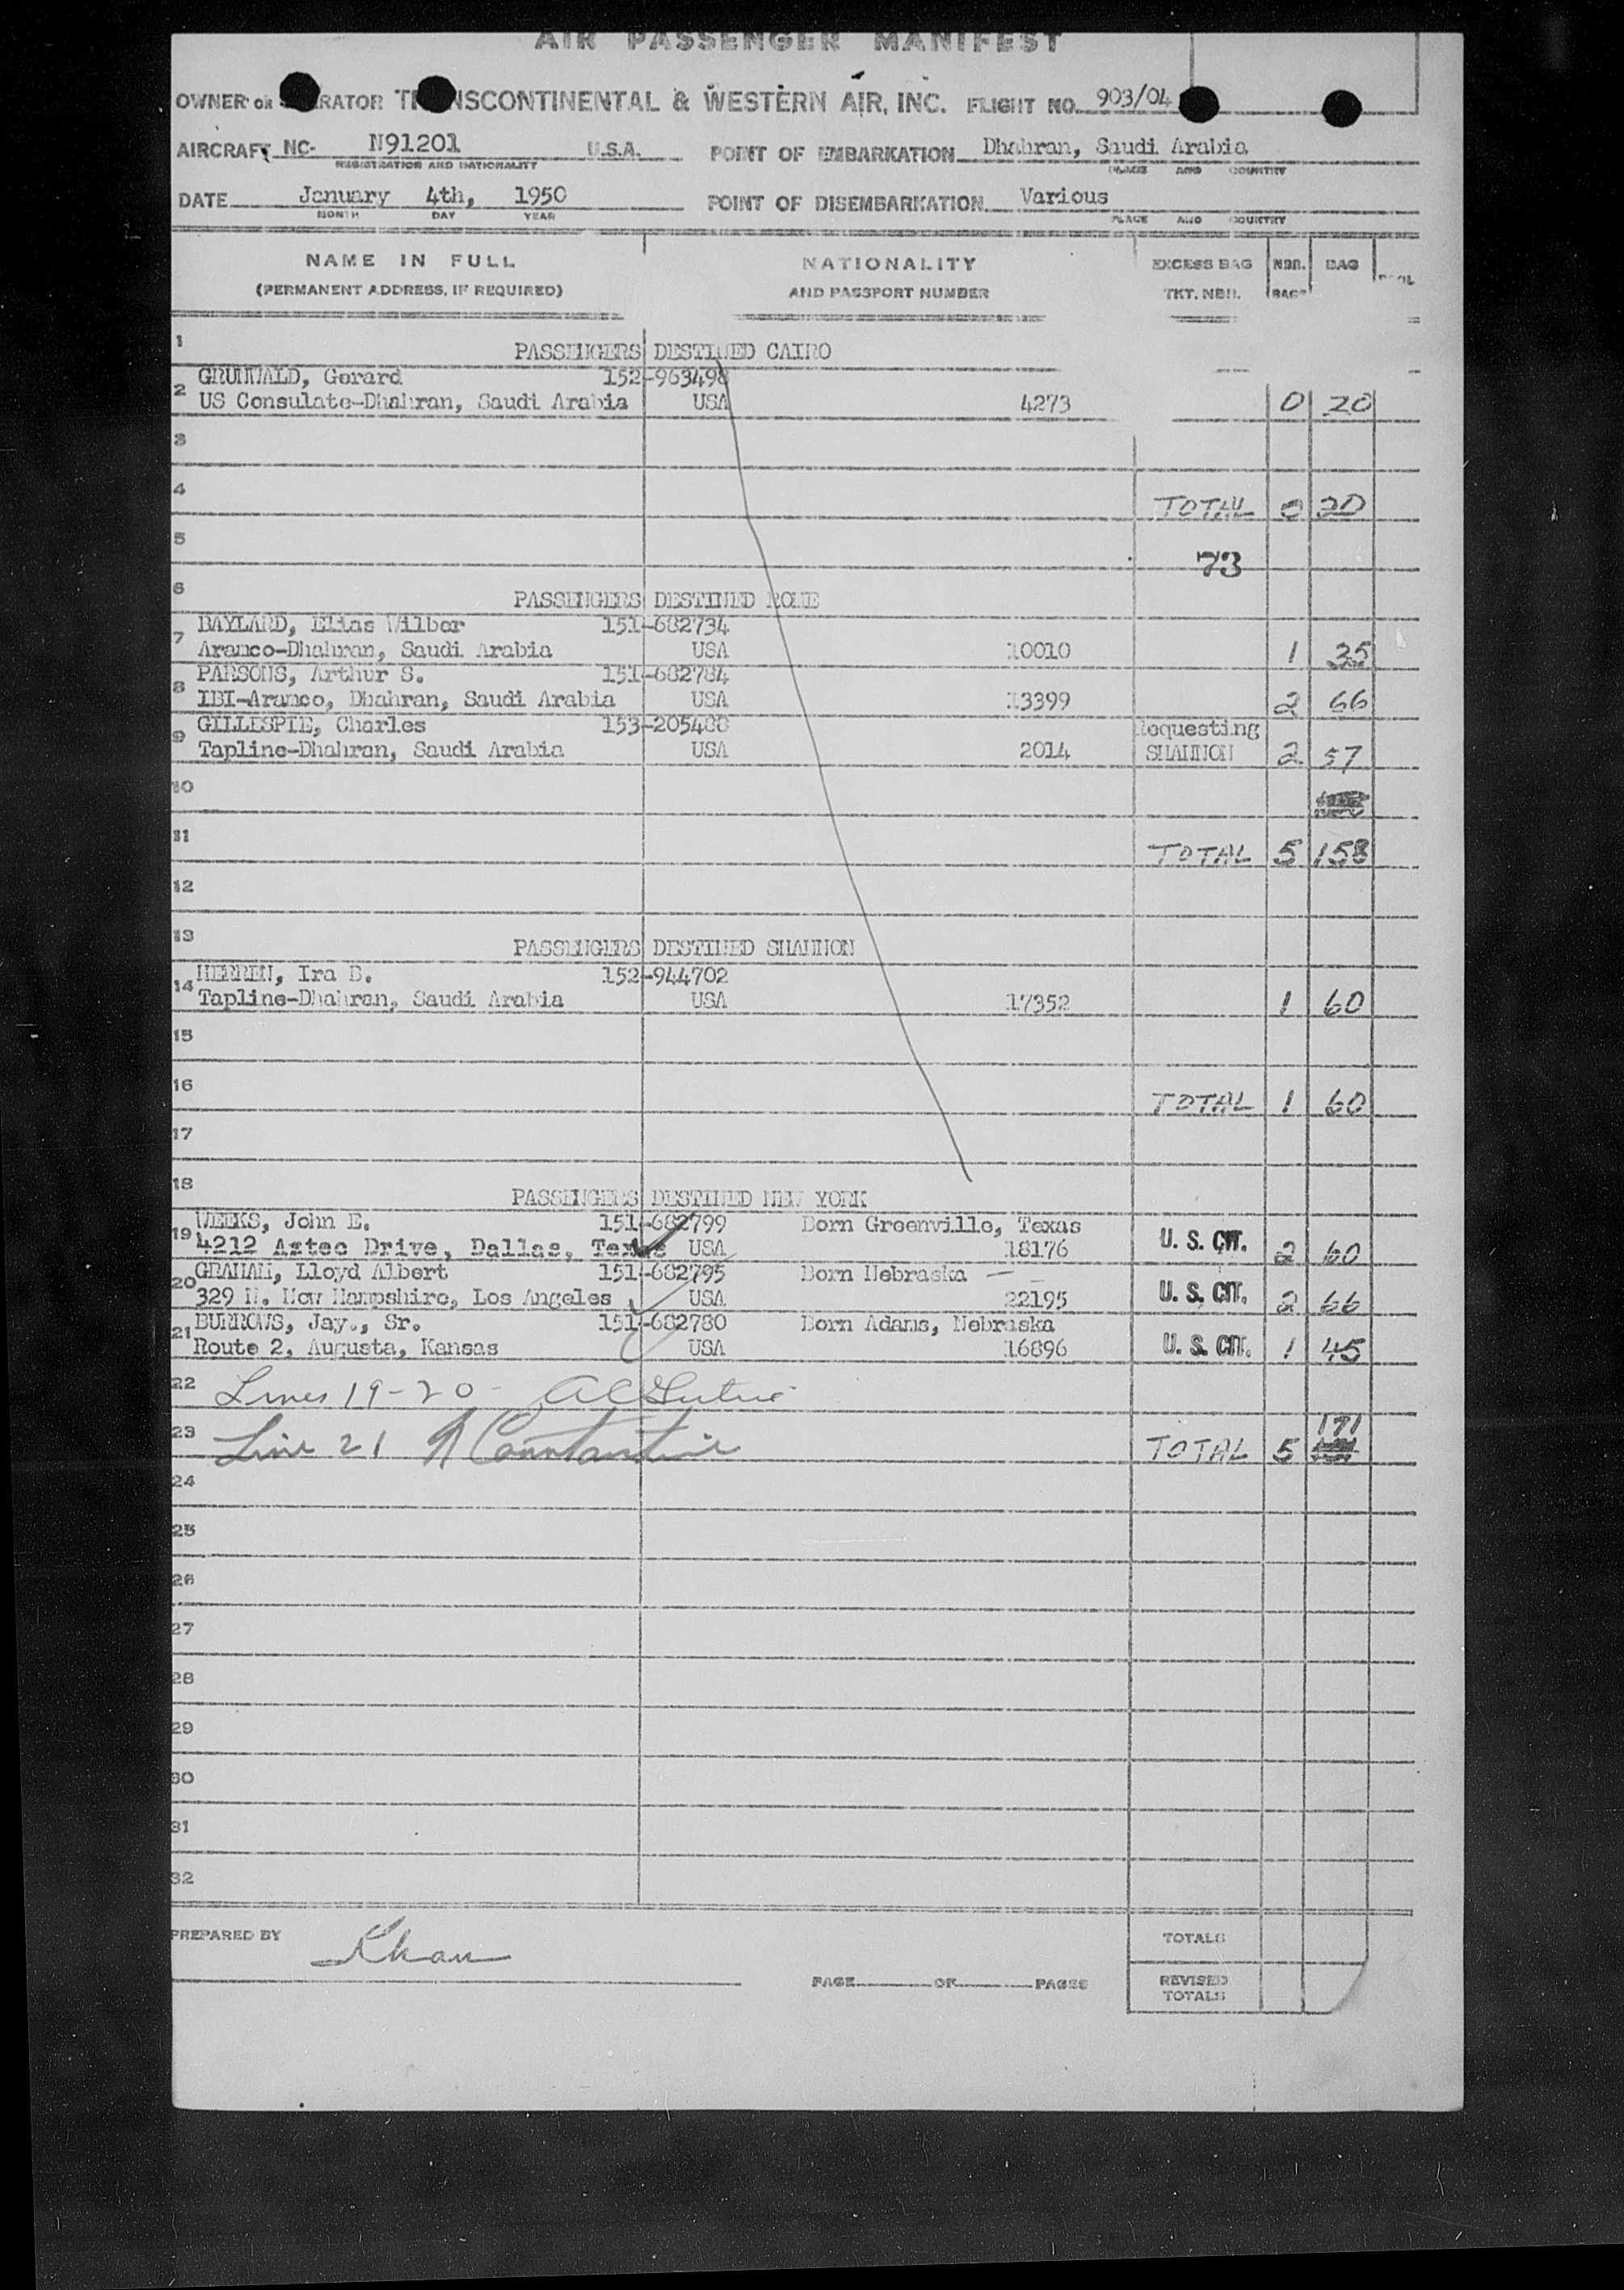 AIR PASSENGER MANIFEST
OWNER OR RATOR T NSCONTINENTAL & WESTERN AIR, INC. FLIGHT NO. 903/04
AIRCRAFT NC- N91201 U.S.A. POINT OF EMBARKATION Dhahran, Saudi Arabia
REGISTRATION AND NATIONALITY PLACE AND COUNTRY
DATE January 4th, 1950 POINT OF DISEMBARKATION Various
MONTH DAY YEAR PLACE AND COUNTRY
NAME IN FULL NATIONALITY EXCESS BAG NBR. BAG
(PERMANENT ADDRESS, IF REQUIRED) AND PASSPORT NUMBER TKT. NBR. BAGS
1 PASSENGERS DESTINED CAIRO
GRUNWALD, Gerard 152-963498
2 US Consulate-Dhahran, Saudi Arabia USA 4273 0 20
3
4 TOTAL 0 20
5 73
6 PASSENGERS DESTINED ROME
BAYLARD, Elias Wilber 151-682734
7 Aramco-Dhahran, Saudi Arabia USA 10010 1 35
PARSONS, Arthur S. 151-682784
8 IBI-Aramco, Dhahran, Saudi Arabia USA 13399 2 66
GILLESPIE, Charles 153-205488 Requesting
9 Tapline-Dhahran, Saudi Arabia USA 2014 SHANNON 2 57
10
11 TOTAL 5 158
12
13 PASSENGERS DESTINED SHANNON
HERREN, Ira B. 152-944702
14 Tapline-Dhahran, Saudi Arabia USA 17352 1 60
15
16 TOTAL 1 60
17
18 PASSENGERS DESTINED NEW YORK
WEEKS, John E. 151-682799 Born Greenville, Texas
19 4212 Aztec Drive, Dallas, Texas USA 18176 U. S. CIT. 2 60
GRAHAM, Lloyd Albert 151-682795 Born Nebraska
20 329 N. New Hampshire, Los Angeles USA 22195 U. S. CIT. 2 66
BURROWS, Jay., Sr. 151-682780 Born Adams, Nebraska
21 Route 2, Augusta, Kansas USA 16896 U. S. CIT. 1 45
22 Lines 19-20-
23 Line 21 Constantine TOTAL 5 171
24
25
26
27
28
29
30
31
32
PREPARED BY Khan TOTALS
PAGE OF PAGES REVISED TOTALS